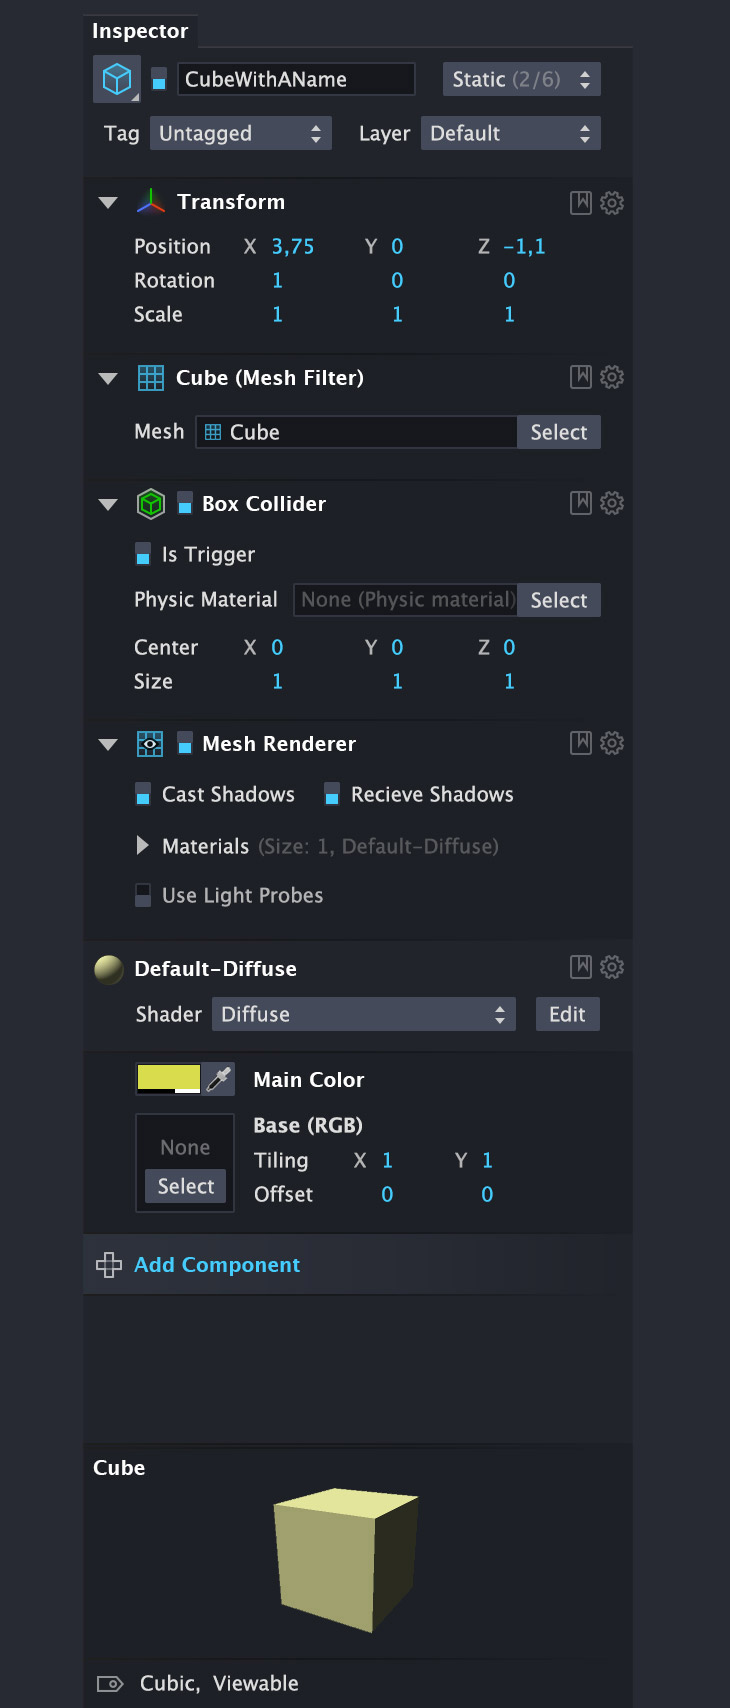 Inspector
CubeWithAName Static (2/6)
Tag Untagged Layer Default
Transform
Position X 3,75 Y 0 Z -1,1
Rotation 1 0 0
Scale 1 1 1
Cube (Mesh Filter)
Mesh Cube Select
Box Collider
Is Trigger
Physic Material None (Physic material) Select
Center X 0 Y 0 Z 0
Size 1 1 1
Mesh Renderer
Cast Shadows Recieve Shadows
Materials (Size: 1, Default-Diffuse)
Use Light Probes
Default-Diffuse
Shader Diffuse Edit
Main Color
Base (RGB)
None
Tiling X 1 Y 1
Select
Offset 0 0
Add Component
Cube
Cubic, Viewable